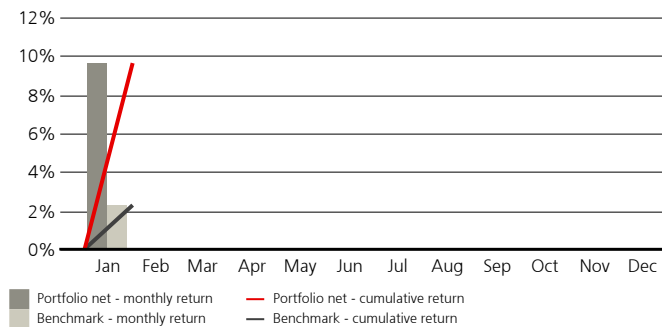 12%
10%
8%
6%
4%
2%
0%
Jan Feb Mar Apr May Jun Jul Aug Sep Oct Nov Dec
Portfolio net - monthly return Portfolio net - cumulative return
Benchmark - monthly return Benchmark - cumulative return